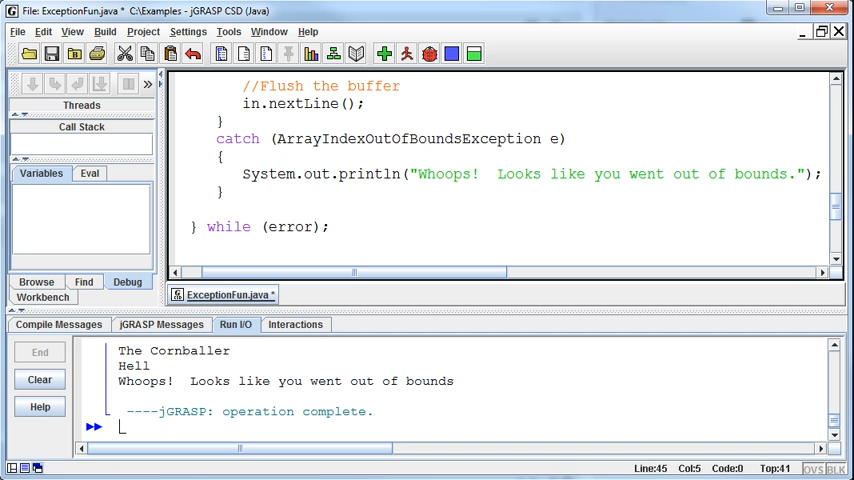 File: ExceptionFun.java * C:\Examples - jGRASP CSD (Java)
File Edit View Build Project Settings Tools Window Help
Threads
Call Stack
Variables Eval
Browse Find Debug
Workbench
//Flush the buffer
in.nextLine();
}
catch (ArrayIndexOutOfBoundsException e)
{
System.out.println("Whoops!  Looks like you went out of bounds.");
}
} while (error);
ExceptionFun.java *
Compile Messages jGRASP Messages Run I/O Interactions
End
Clear
Help
The Cornballer
Hell
Whoops!  Looks like you went out of bounds
----jGRASP: operation complete.
Line:45 Col:5 Code:0 Top:41 OVS BLK